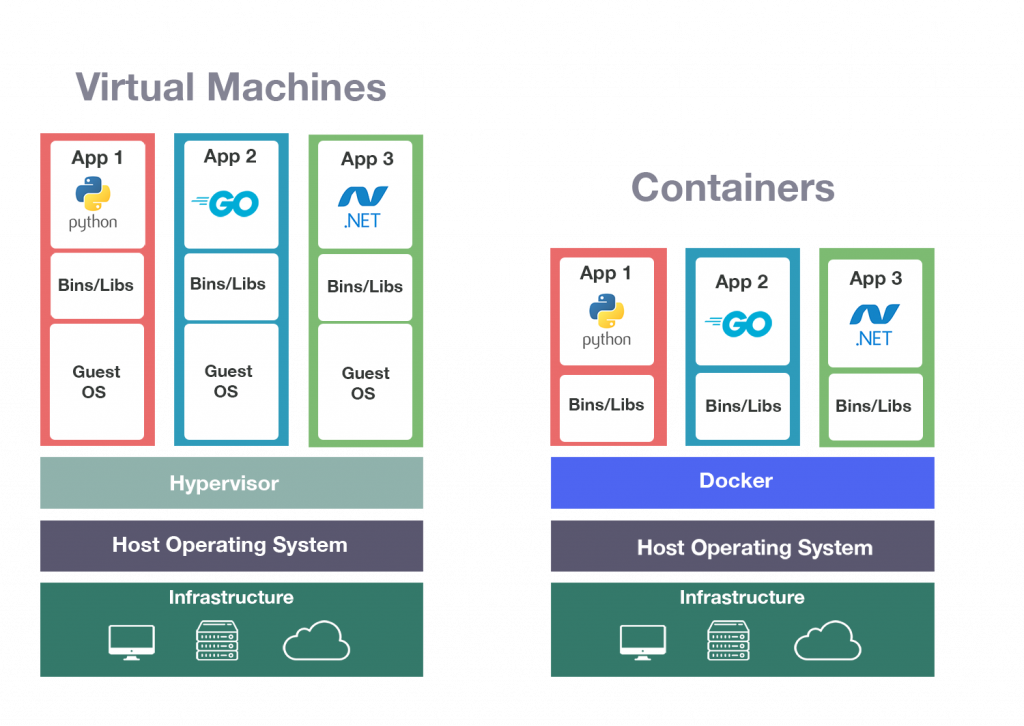 Virtual Machines
App 1
python
Bins/Libs
Guest
OS
App 2
GO
Bins/Libs
Guest
OS
App 3
.NET
Bins/Libs
Guest
OS
Hypervisor
Host Operating System
Infrastructure
Containers
App 1
python
Bins/Libs
App 2
GO
Bins/Libs
App 3
.NET
Bins/Libs
Docker
Host Operating System
Infrastructure